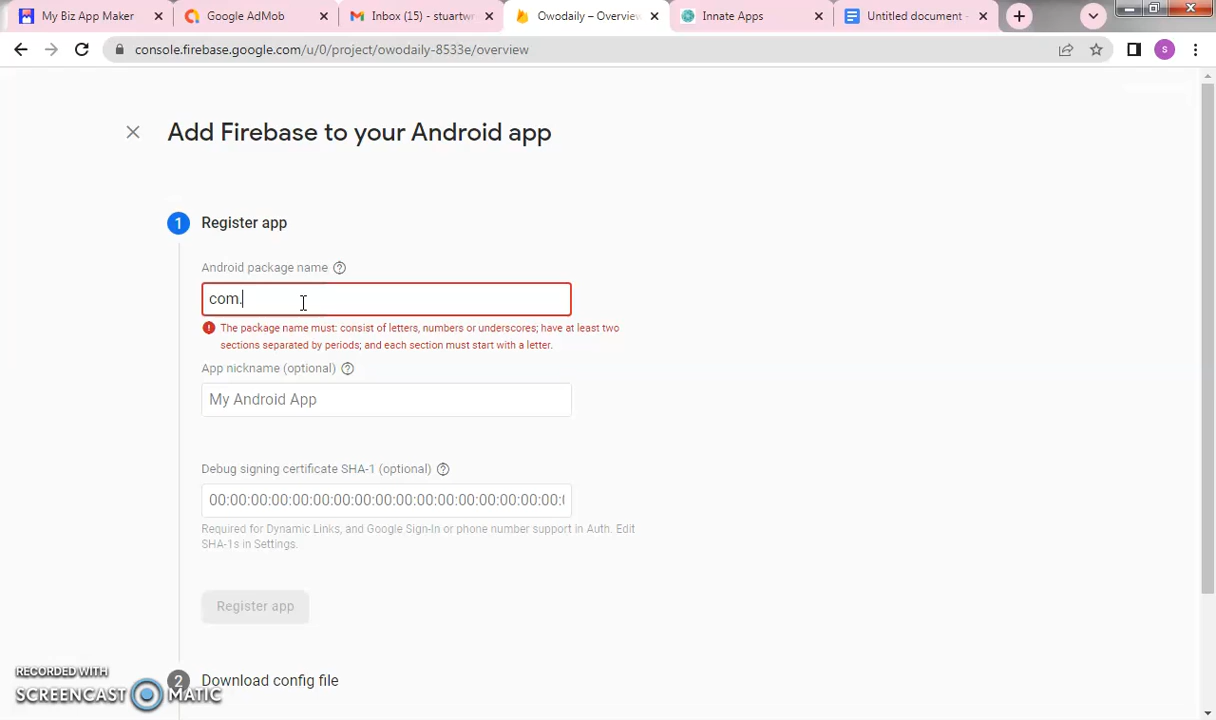 My Biz App Maker
Google AdMob
Inbox (15) - stuartw
Owodaily – Overview
Innate Apps
Untitled document -
console.firebase.google.com/u/0/project/owodaily-8533e/overview
S
Add Firebase to your Android app
1 Register app
Android package name ?
com.
! The package name must: consist of letters, numbers or underscores; have at least two
sections separated by periods; and each section must start with a letter.
App nickname (optional) ?
My Android App
Debug signing certificate SHA-1 (optional) ?
00:00:00:00:00:00:00:00:00:00:00:00:00:00:00:00:00:
Required for Dynamic Links, and Google Sign-In or phone number support in Auth. Edit
SHA-1s in Settings.
Register app
2 Download config file
RECORDED WITH
SCREENCAST MATIC